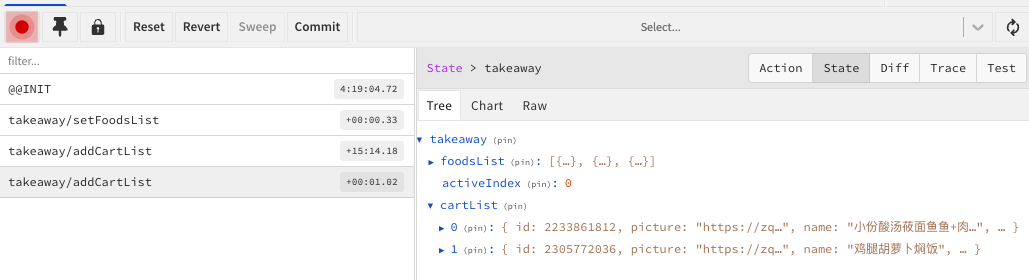 Reset Revert Sweep Commit Select...
filter...
State > takeaway Action State Diff Trace Test
@@INIT 4:19:04.72
Tree Chart Raw
takeaway/setFoodsList +00:00.33
takeaway/addCartList +15:14.18
takeaway/addCartList +00:01.02
takeaway (pin)
foodsList (pin): [{…}, {…}, {…}]
activeIndex (pin): 0
cartList (pin)
0 (pin): { id: 2233861812, picture: "https://zq…", name: "小份酸汤莜面鱼鱼+肉…", … }
1 (pin): { id: 2305772036, picture: "https://zq…", name: "鸡腿胡萝卜焖饭", … }